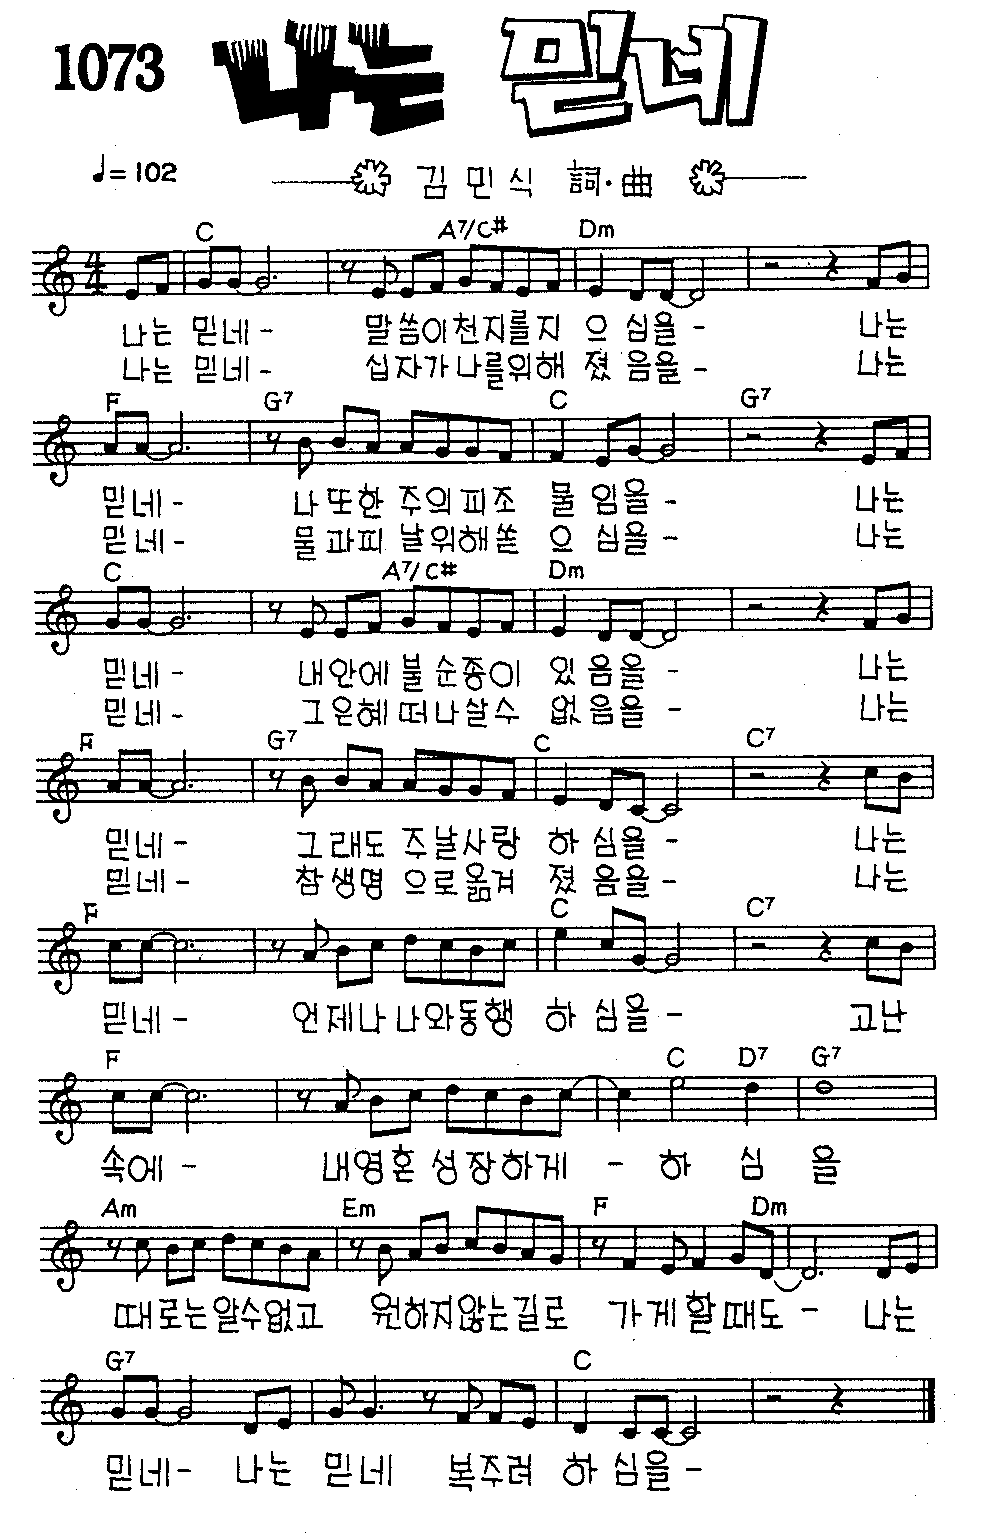 1073 나는 믿네
♩= 102
김 민 식 詞·曲
C A7/C# Dm
4 4
나는 믿네- 말씀이천지를지 으 심을- 나는
나는 믿네- 십자가나를위해 졌 음을- 나는
F G7 C G7
믿네- 나또한 주의피조 물 임을- 나는
믿네- 물과피 날위해쏟 으 심을- 나는
C A7/C# Dm
믿네- 내안에 불순종이 있 음을- 나는
믿네- 그은혜 떠나살수 없 음을- 나는
F G7 C C7
믿네- 그래도 주날사랑 하 심을- 나는
믿네- 참생명 으로옮겨 졌 음을- 나는
F C C7
믿네- 언제나 나와동행 하 심을- 고난
F C D7 G7
속에- 내영혼 성장하게 - 하 심 을
Am Em F Dm
때로는알수없고 원하지않는길로 가게할때도- 나는
G7 C
믿네- 나는 믿네 복주려 하 심을-